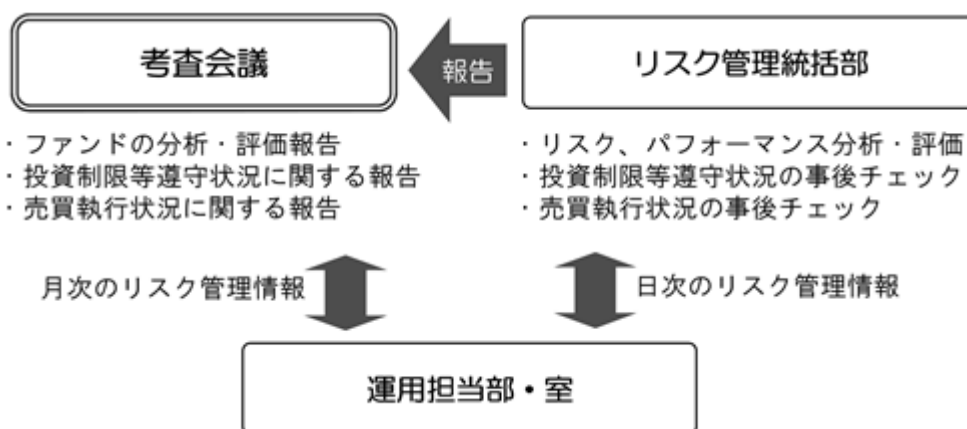 考査会議
報告
リスク管理統括部
・ファンドの分析・評価報告
・投資制限等遵守状況に関する報告
・売買執行状況に関する報告
・リスク、パフォーマンス分析・評価
・投資制限等遵守状況の事後チェック
・売買執行状況の事後チェック
月次のリスク管理情報
日次のリスク管理情報
運用担当部・室